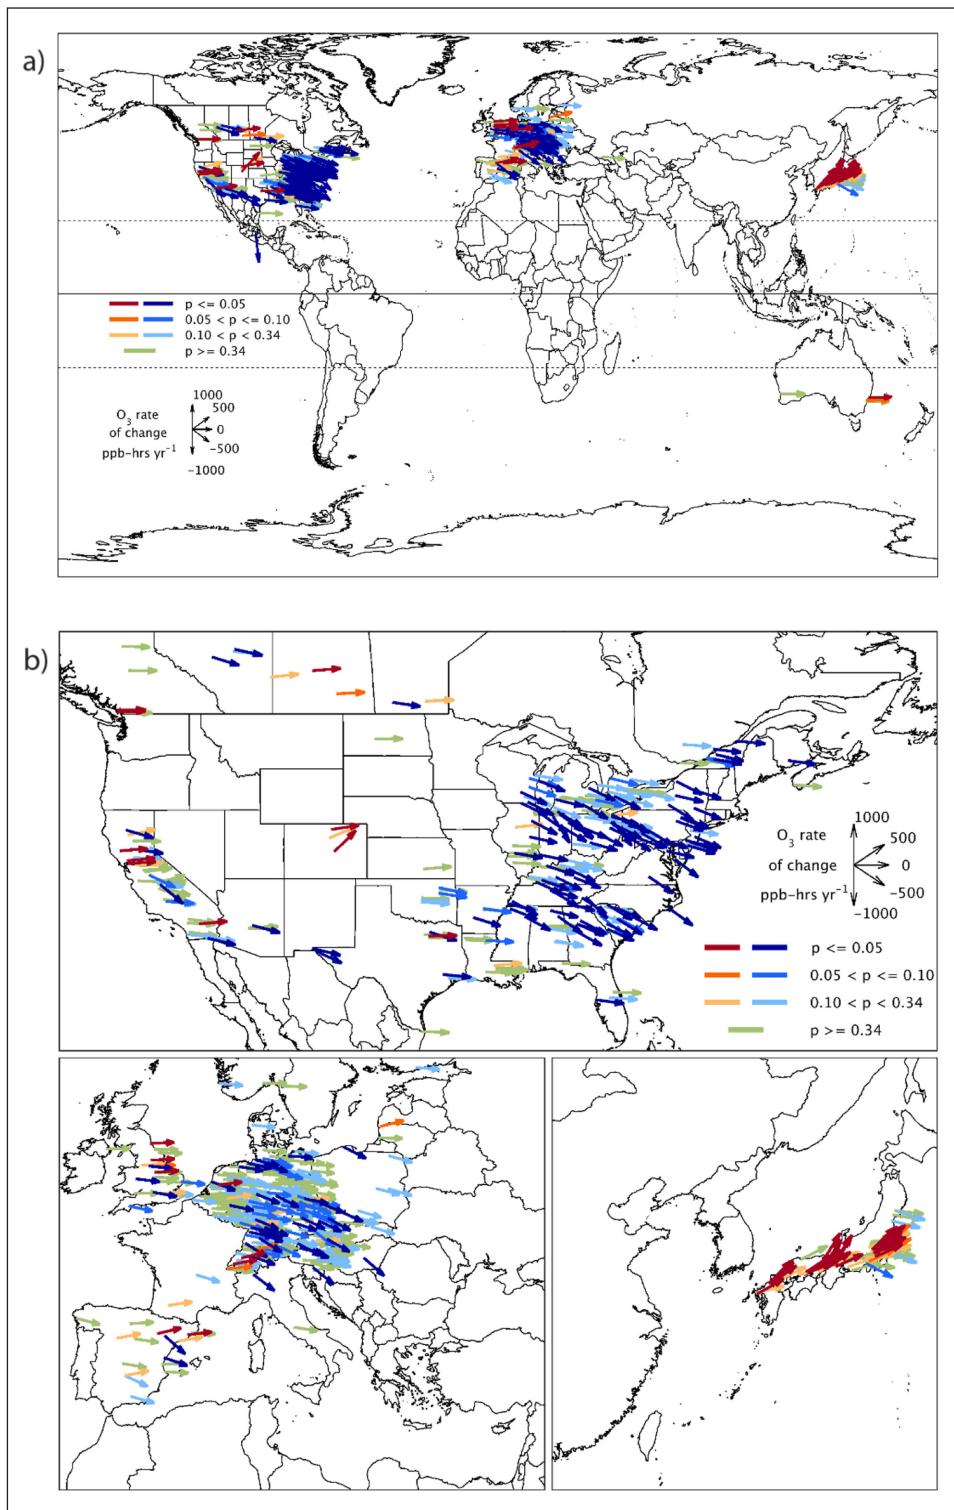 a)
p <= 0.05
0.05 < p <= 0.10
0.10 < p < 0.34
p >= 0.34
1000
500
O3 rate
of change
0
ppb-hrs yr-1
-500
-1000
b)
1000
O3 rate
500
of change
0
ppb-hrs yr-1
-500
-1000
p <= 0.05
0.05 < p <= 0.10
0.10 < p < 0.34
p >= 0.34